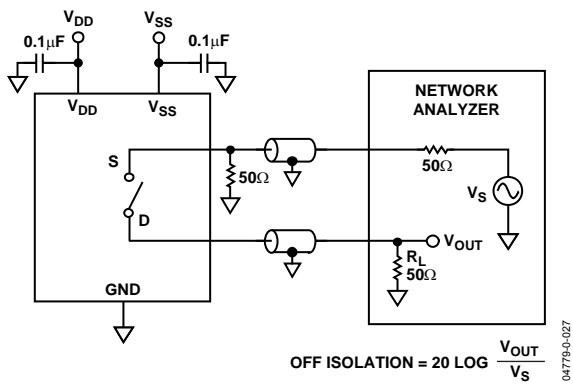 VDD
VSS
0.1μF
0.1μF
VDD
VSS
NETWORK
ANALYZER
S
50Ω
50Ω
VS
D
VOUT
RL
50Ω
GND
OFF ISOLATION = 20 LOG VOUT
VS
04779-0-027